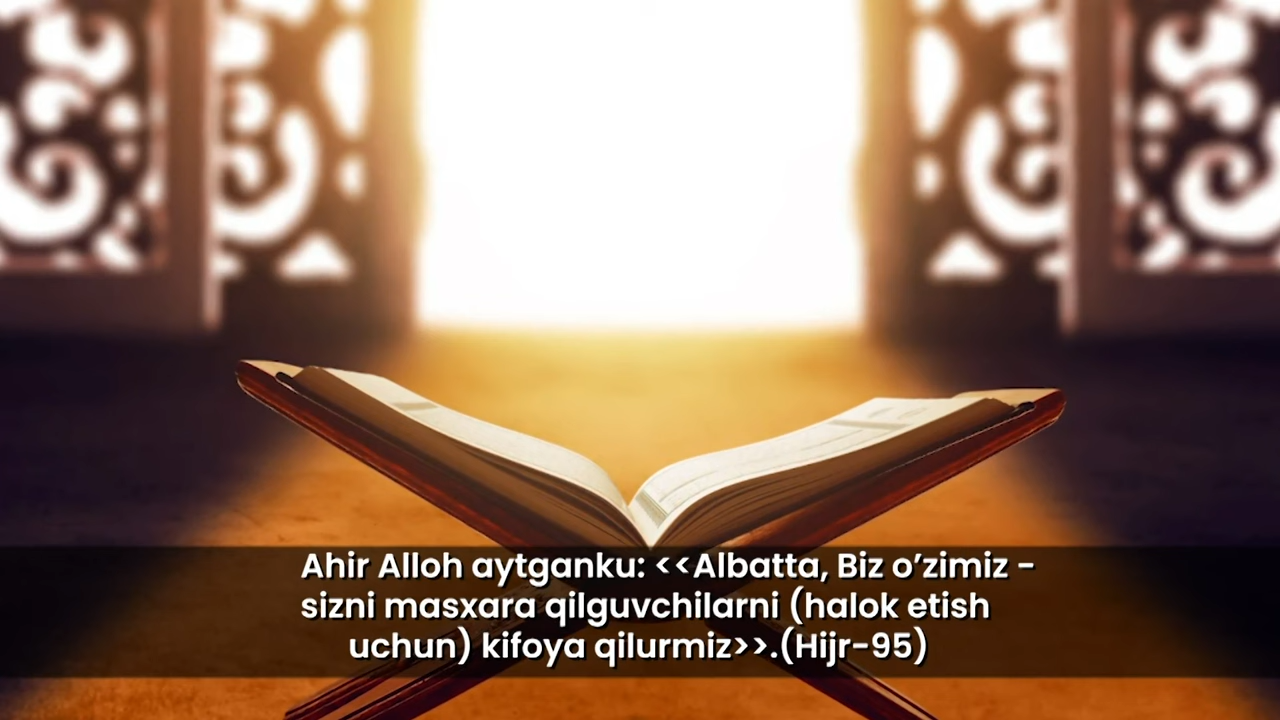 Ahir Alloh aytganku: <<Albatta, Biz o’zimiz -
sizni masxara qilguvchilarni (halok etish
uchun) kifoya qilurmiz>>.(Hijr-95)